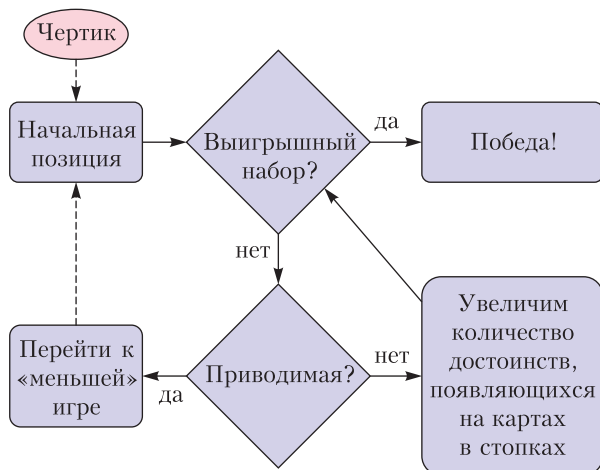 Чертик
Начальная
позиция
Выигрышный
набор?
да
Победа!
нет
Перейти к
«меньшей»
игре
да
Приводимая?
нет
Увеличим
количество
достоинств,
появляющихся
на картах
в стопках